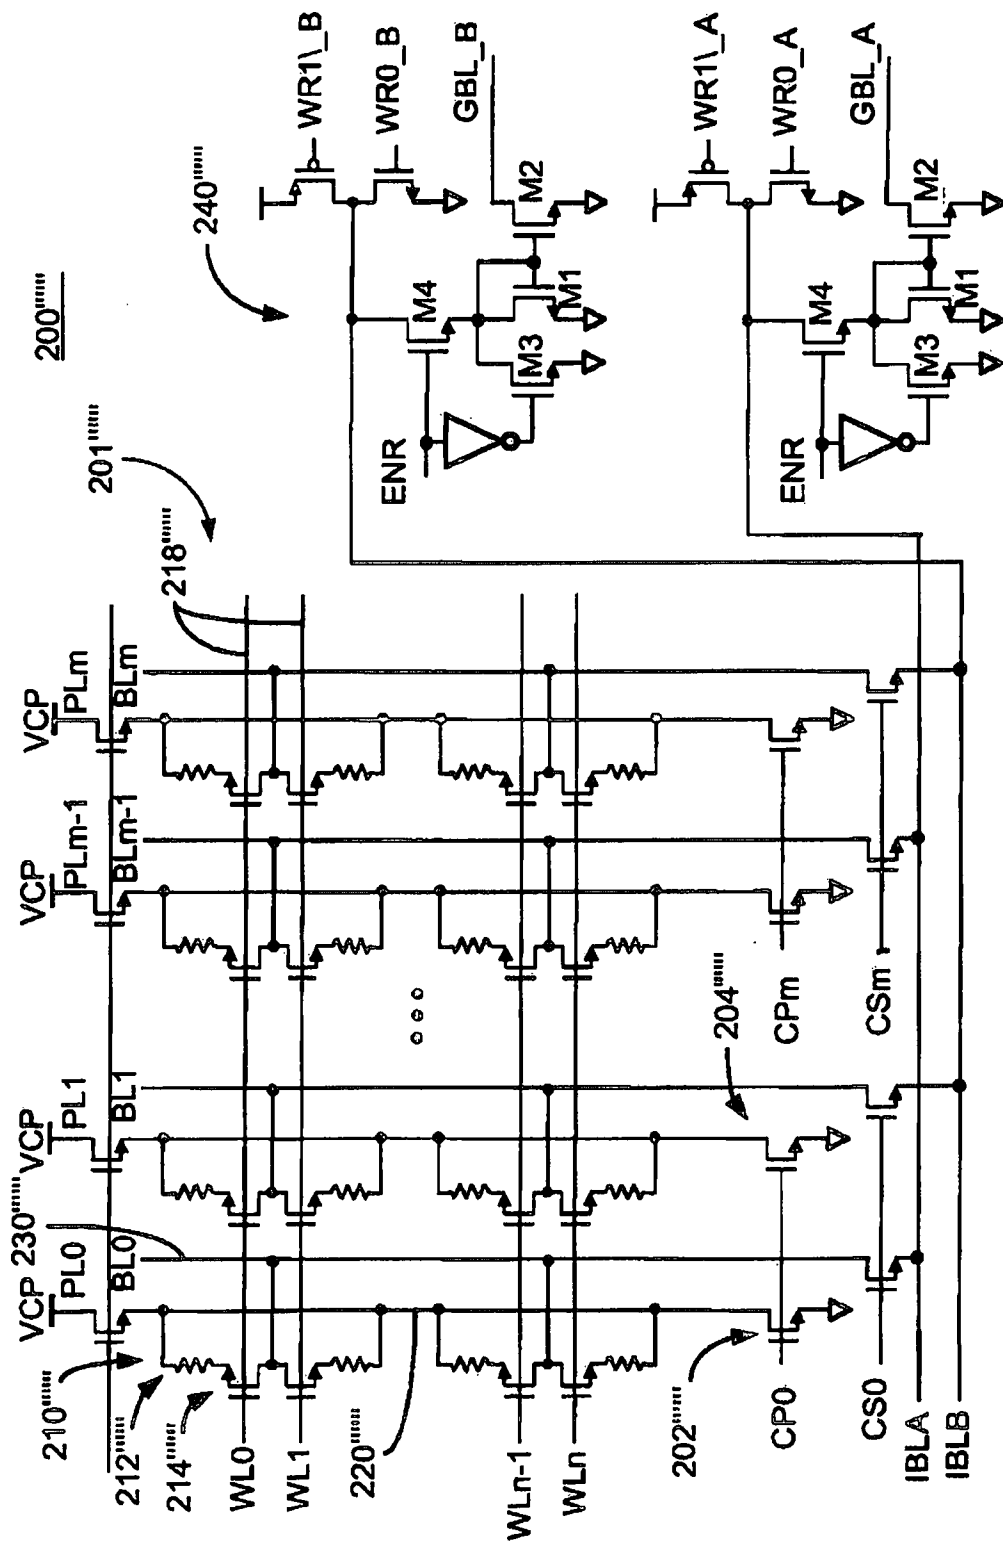 200''''''
201''''''
240''''''
218''''''
230''''''
VCP
VCP
VCP
VCP
PL0
PL1
PLm-1
PLm
BL0
BL1
BLm-1
BLm
210''''''
212''''''
214''''''
WL0
WL1
220''''''
WLn-1
WLn
202''''''
204''''''
CP0
CPm
CS0
CSm
IBLA
IBLB
WR1\_B
WR0_B
GBL_B
ENR
M4
M3
M1
M2
WR1\_A
WR0_A
GBL_A
ENR
M4
M3
M1
M2